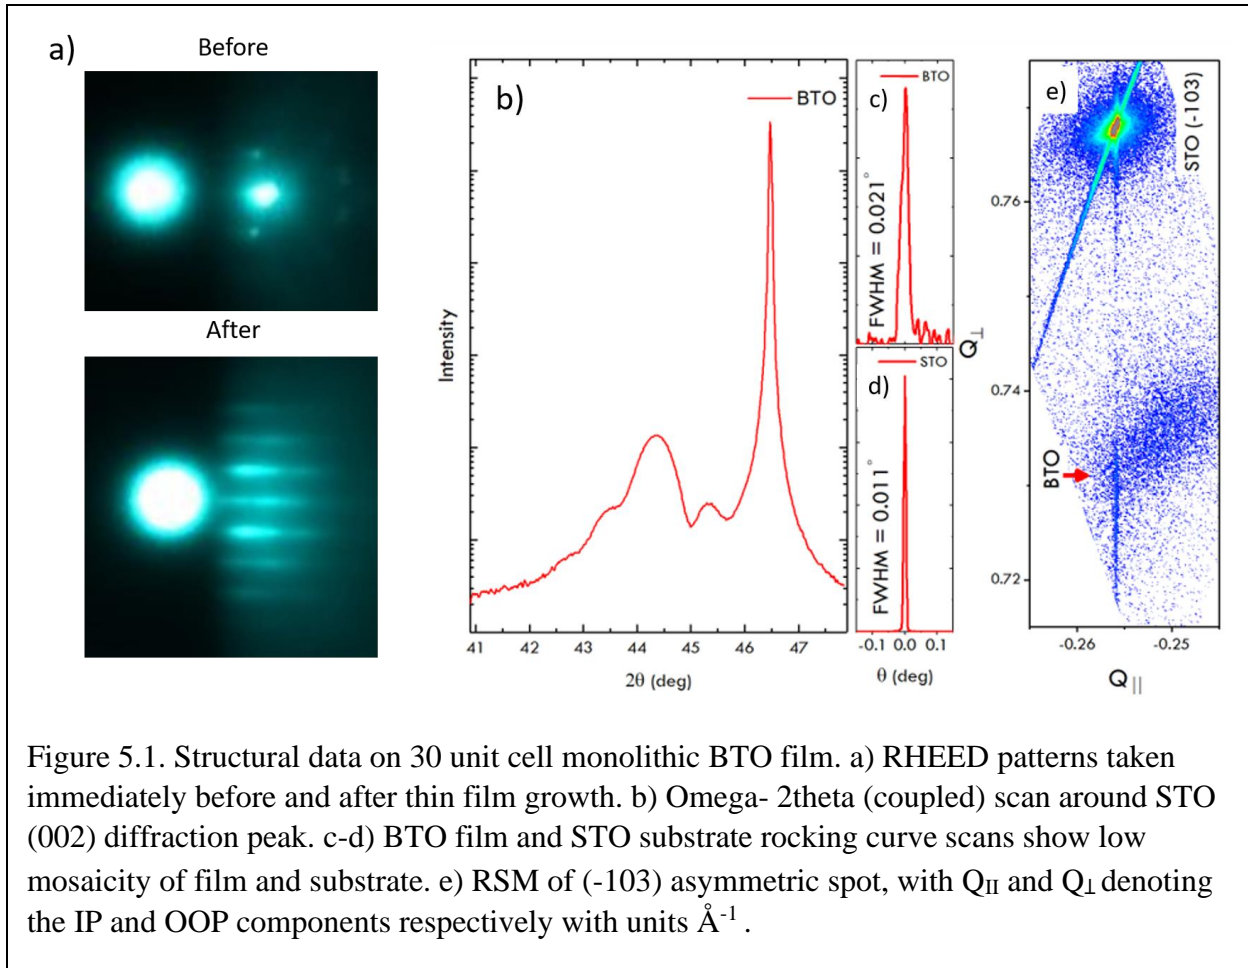 a)
Before
After
b)
BTO
Intensity
41 42 43 44 45 46 47
2θ (deg)
c)
BTO
FWHM = 0.021°
d)
STO
FWHM = 0.011°
-0.1 0.0 0.1
θ (deg)
e)
STO (-103)
Q⊥
0.76
0.74
BTO
0.72
-0.26 -0.25
Q||
Figure 5.1. Structural data on 30 unit cell monolithic BTO film. a) RHEED patterns taken
immediately before and after thin film growth. b) Omega- 2theta (coupled) scan around STO
(002) diffraction peak. c-d) BTO film and STO substrate rocking curve scans show low
mosaicity of film and substrate. e) RSM of (-103) asymmetric spot, with QII and Q⊥ denoting
the IP and OOP components respectively with units Å-1 .